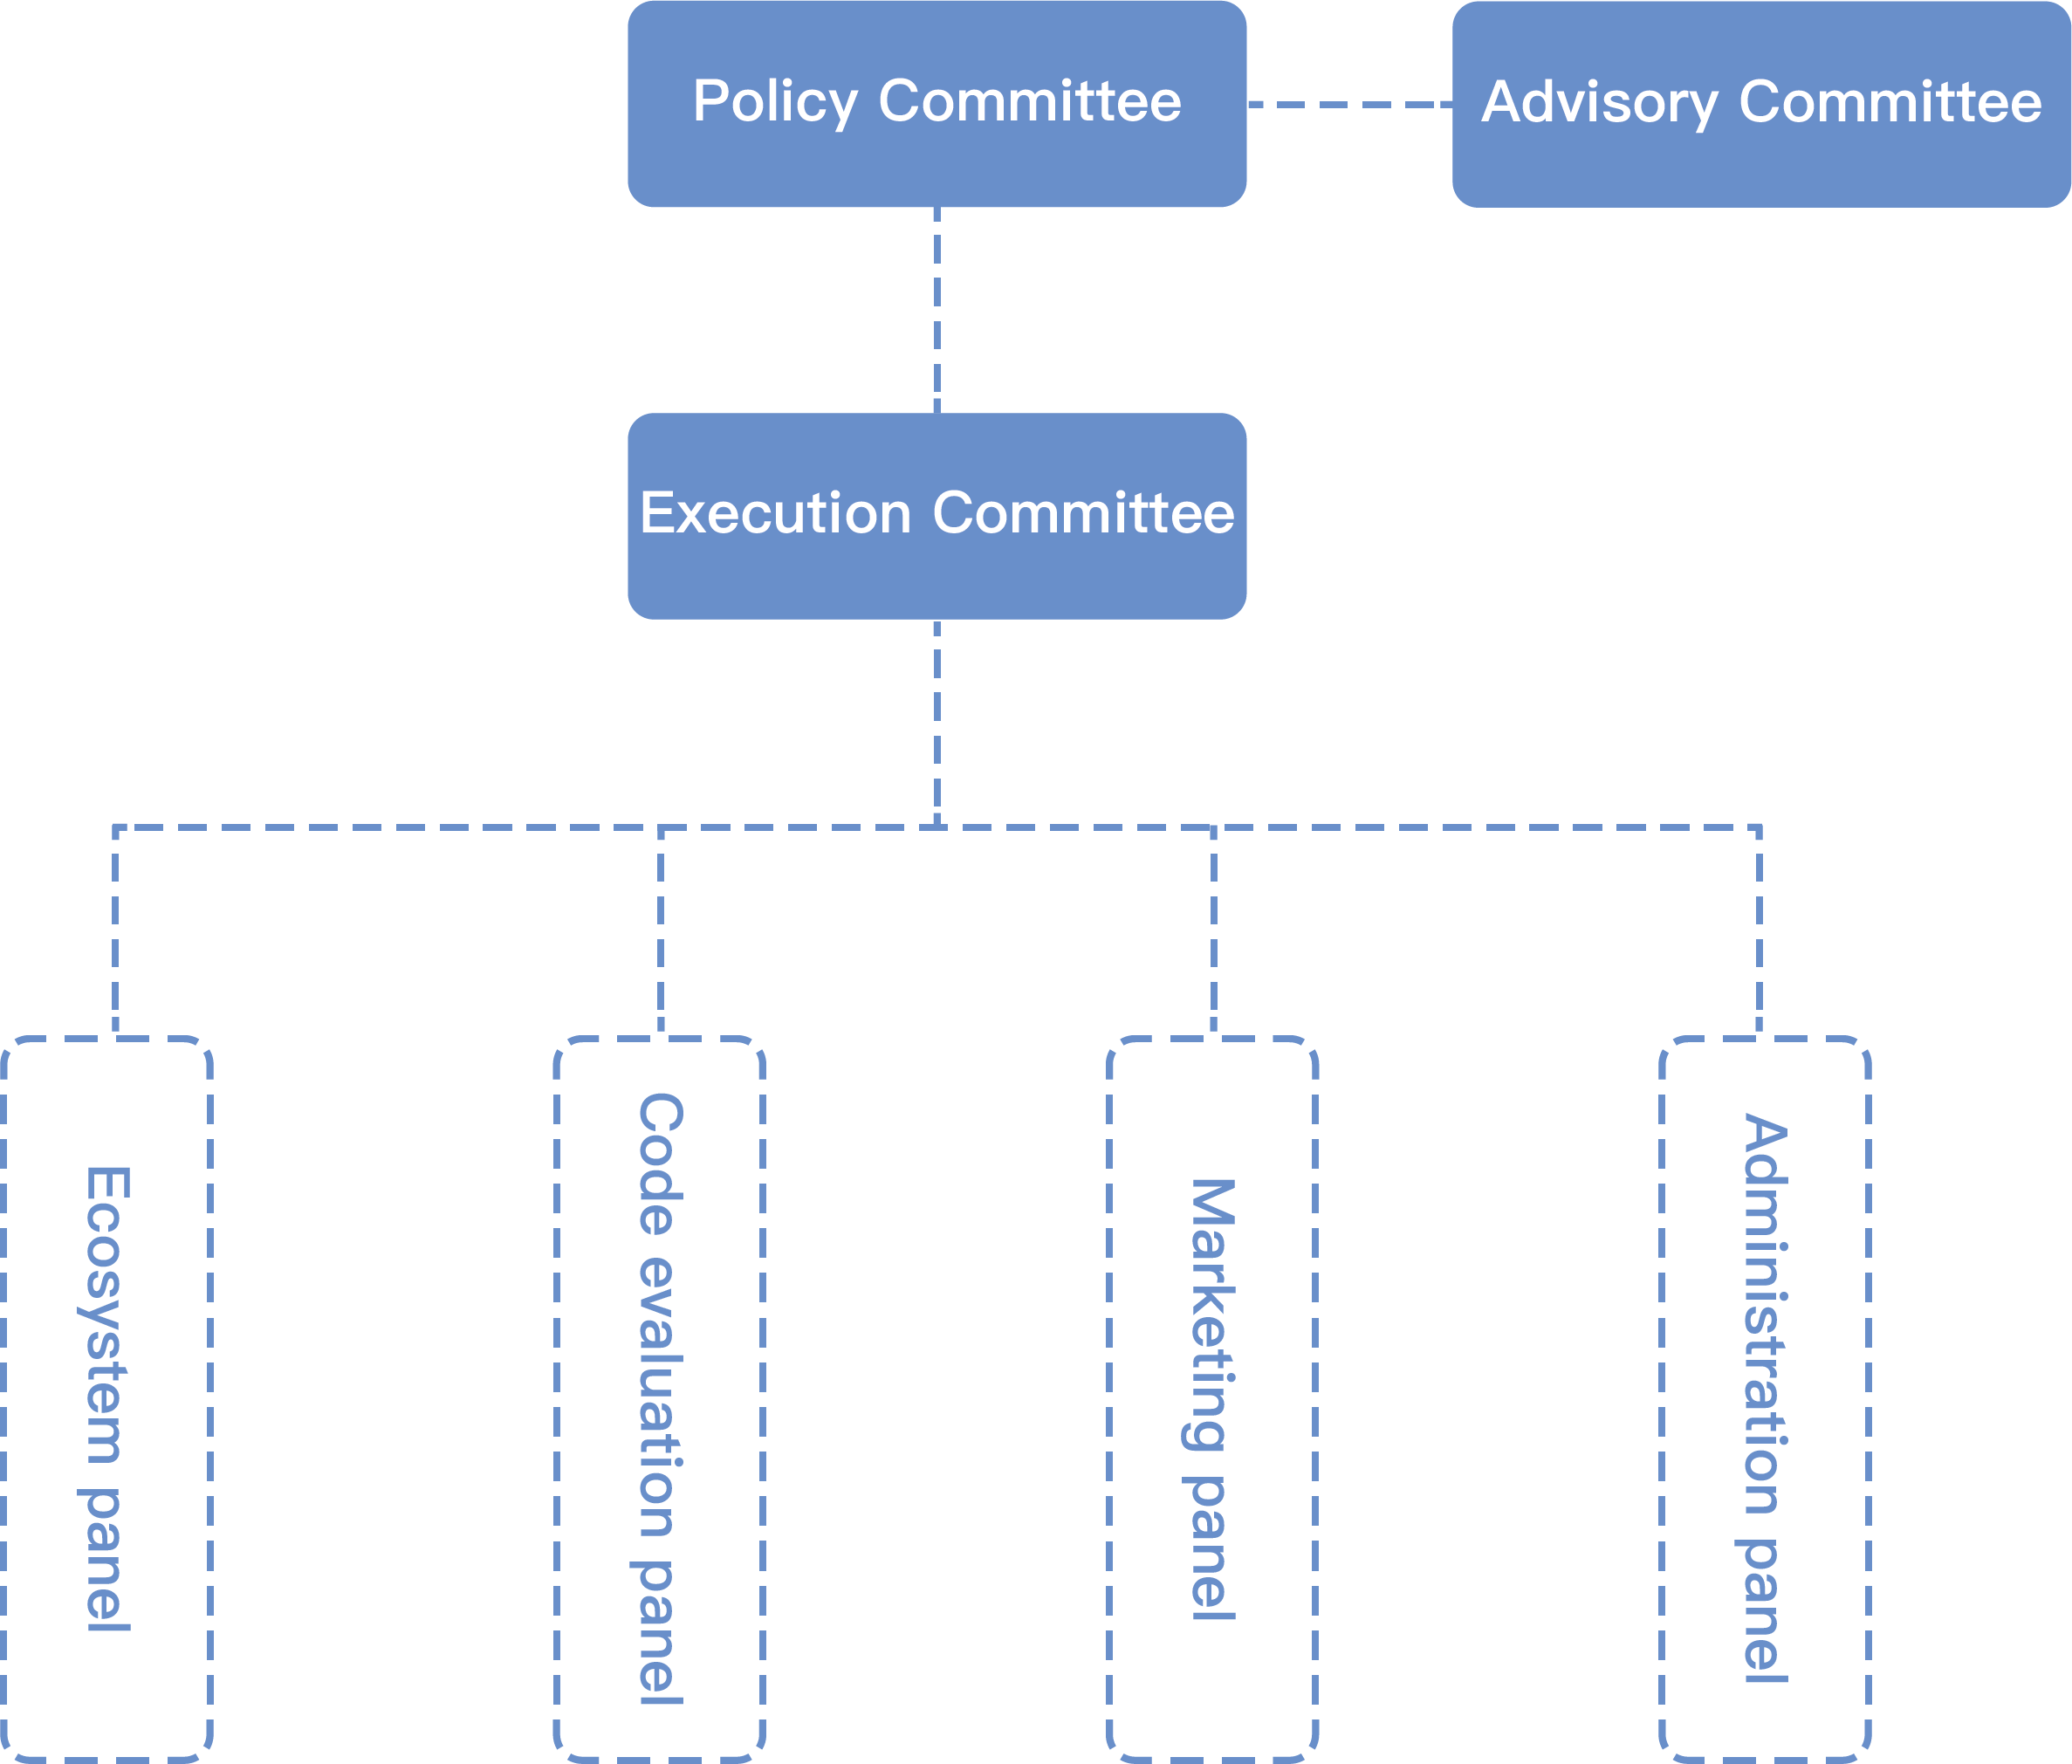 Policy Committee
Advisory Committee
Execution Committee
Ecosystem panel
Code evaluation panel
Marketing panel
Administration panel